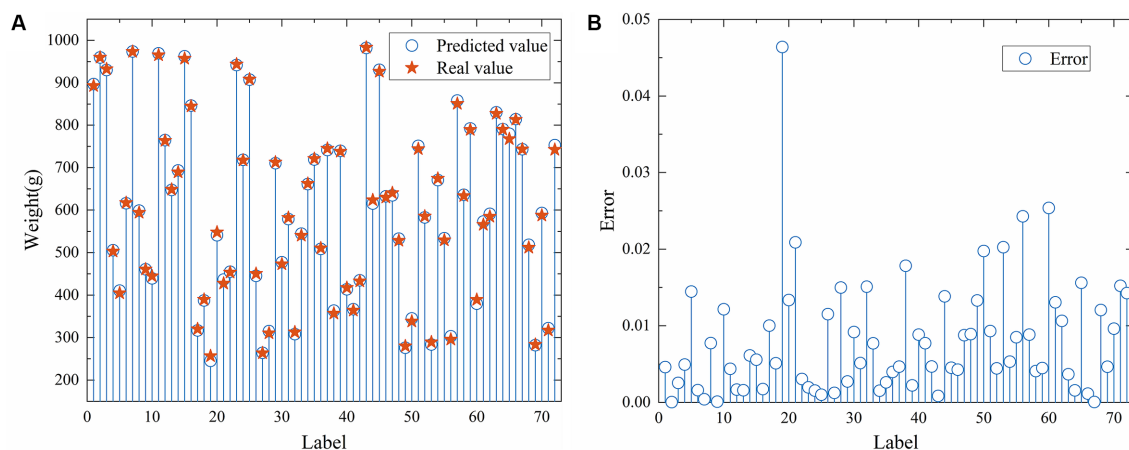 A
1000
900
800
700
600
500
400
300
200
Weight(g)
Predicted value
Real value
0 10 20 30 40 50 60 70
Label
B
0.05
0.04
0.03
0.02
0.01
0.00
Error
Error
0 10 20 30 40 50 60 70
Label